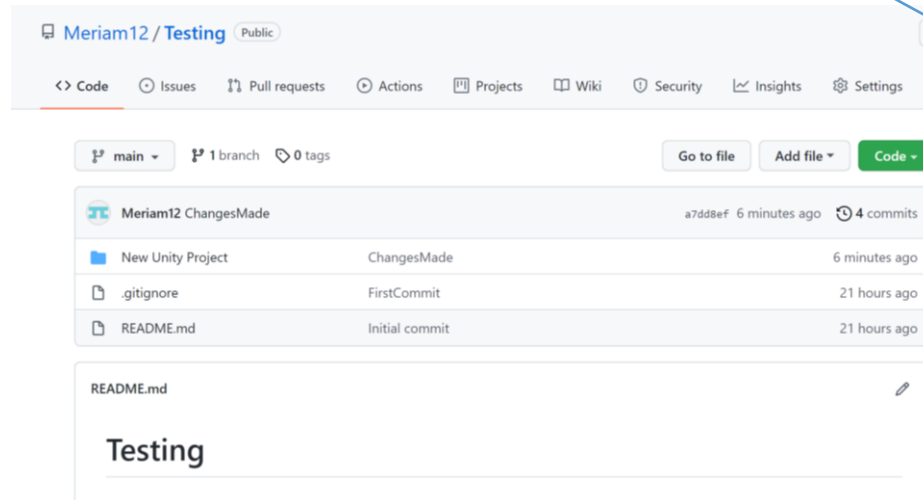 Meriam12 / Testing Public
<> Code Issues Pull requests Actions Projects Wiki Security Insights Settings
main 1 branch 0 tags Go to file Add file Code
Meriam12 ChangesMade a7dd8ef 6 minutes ago 4 commits
New Unity Project ChangesMade 6 minutes ago
.gitignore FirstCommit 21 hours ago
README.md Initial commit 21 hours ago
README.md
Testing